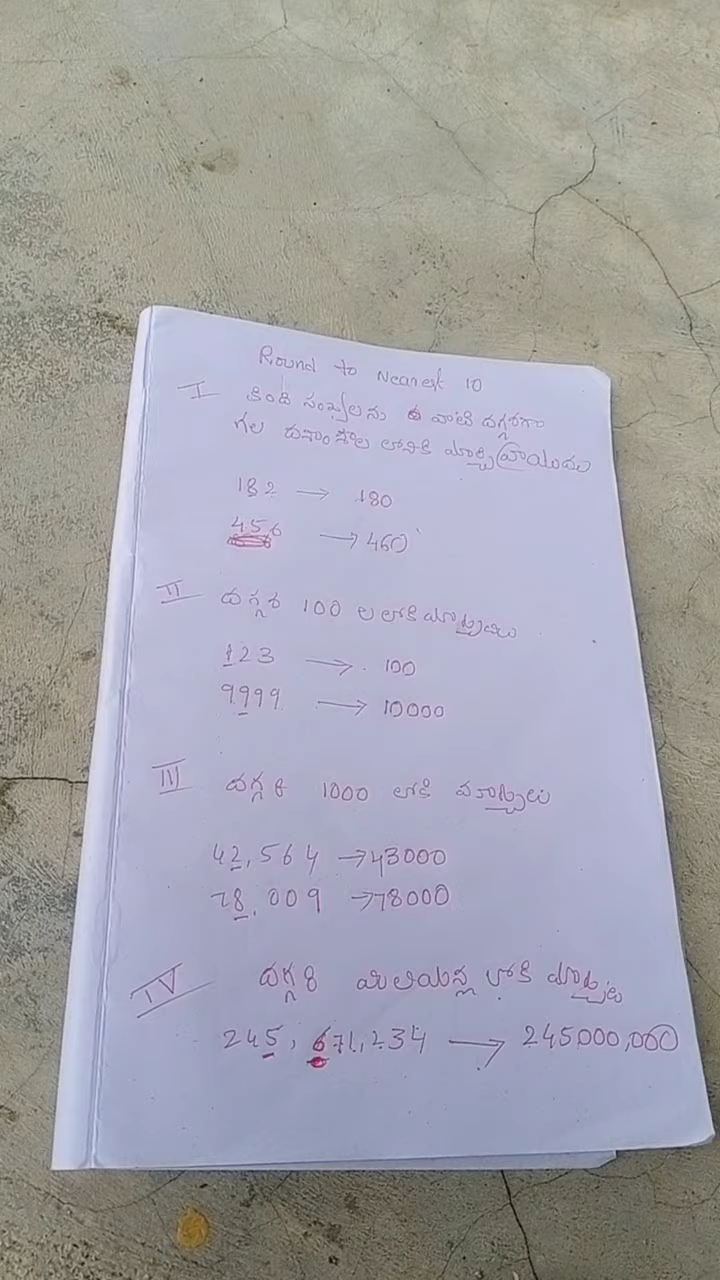 Round to Nearest 10
I కింది సంఖ్యలను వాటి దగ్గరగా
గల దశాంశాల లోనికి మార్చి వ్రాయుము
182 → 180
456 → 460
II దగ్గర 100 ల లోకి మార్చుము
123 → 100
9999 → 10000
III దగ్గర 1000 లోకి
42,564 → 43000
78,009 → 78000
IV దగ్గరి మిలియన్ల లోకి మార్చుట
245,671,234 → 245000,000